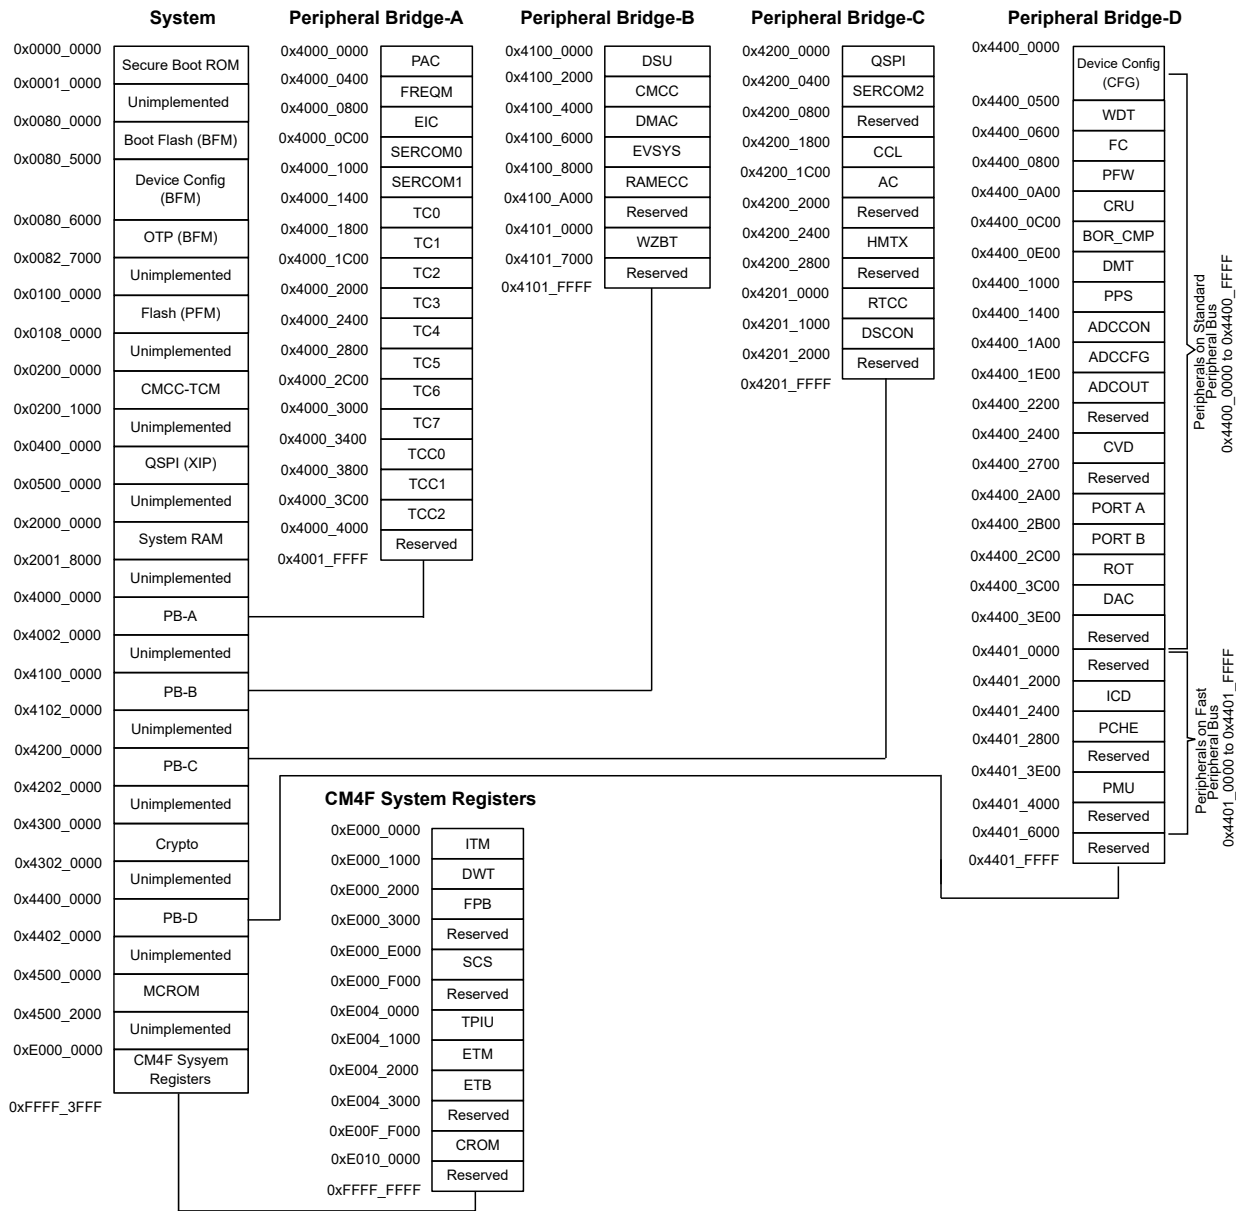 System
0x0000_0000
Secure Boot ROM
0x0001_0000
Unimplemented
0x0080_0000
Boot Flash (BFM)
0x0080_5000
Device Config
(BFM)
0x0080_6000
OTP (BFM)
0x0082_7000
Unimplemented
0x0100_0000
Flash (PFM)
0x0108_0000
Unimplemented
0x0200_0000
CMCC-TCM
0x0200_1000
Unimplemented
0x0400_0000
QSPI (XIP)
0x0500_0000
Unimplemented
0x2000_0000
System RAM
0x2001_8000
Unimplemented
0x4000_0000
PB-A
0x4002_0000
Unimplemented
0x4100_0000
PB-B
0x4102_0000
Unimplemented
0x4200_0000
PB-C
0x4202_0000
Unimplemented
0x4300_0000
Crypto
0x4302_0000
Unimplemented
0x4400_0000
PB-D
0x4402_0000
Unimplemented
0x4500_0000
MCROM
0x4500_2000
Unimplemented
0xE000_0000
CM4F Sysyem
Registers
0xFFFF_3FFF
Peripheral Bridge-A
0x4000_0000
PAC
0x4000_0400
FREQM
0x4000_0800
EIC
0x4000_0C00
SERCOM0
0x4000_1000
SERCOM1
0x4000_1400
TC0
0x4000_1800
TC1
0x4000_1C00
TC2
0x4000_2000
TC3
0x4000_2400
TC4
0x4000_2800
TC5
0x4000_2C00
TC6
0x4000_3000
TC7
0x4000_3400
TCC0
0x4000_3800
TCC1
0x4000_3C00
TCC2
0x4000_4000
Reserved
0x4001_FFFF
Peripheral Bridge-B
0x4100_0000
DSU
0x4100_2000
CMCC
0x4100_4000
DMAC
0x4100_6000
EVSYS
0x4100_8000
RAMECC
0x4100_A000
Reserved
0x4101_0000
WZBT
0x4101_7000
Reserved
0x4101_FFFF
Peripheral Bridge-C
0x4200_0000
QSPI
0x4200_0400
SERCOM2
0x4200_0800
Reserved
0x4200_1800
CCL
0x4200_1C00
AC
0x4200_2000
Reserved
0x4200_2400
HMTX
0x4200_2800
Reserved
0x4201_0000
RTCC
0x4201_1000
DSCON
0x4201_2000
Reserved
0x4201_FFFF
Peripheral Bridge-D
0x4400_0000
Device Config
(CFG)
0x4400_0500
WDT
0x4400_0600
FC
0x4400_0800
PFW
0x4400_0A00
CRU
0x4400_0C00
BOR_CMP
0x4400_0E00
DMT
0x4400_1000
PPS
0x4400_1400
ADCCON
0x4400_1A00
ADCCFG
0x4400_1E00
ADCOUT
0x4400_2200
Reserved
0x4400_2400
CVD
0x4400_2700
Reserved
0x4400_2A00
PORT A
0x4400_2B00
PORT B
0x4400_2C00
ROT
0x4400_3C00
DAC
0x4400_3E00
Reserved
0x4401_0000
Reserved
0x4401_2000
ICD
0x4401_2400
PCHE
0x4401_2800
Reserved
0x4401_3E00
PMU
0x4401_4000
Reserved
0x4401_6000
Reserved
0x4401_FFFF
Peripherals on Standard
Peripheral Bus
0x4400_0000 to 0x4400_FFFF
Peripherals on Fast
Peripheral Bus
0x4401_0000 to 0x4401_FFFF
CM4F System Registers
0xE000_0000
ITM
0xE000_1000
DWT
0xE000_2000
FPB
0xE000_3000
Reserved
0xE000_E000
SCS
0xE000_F000
Reserved
0xE004_0000
TPIU
0xE004_1000
ETM
0xE004_2000
ETB
0xE004_3000
Reserved
0xE00F_F000
CROM
0xE010_0000
Reserved
0xFFFF_FFFF